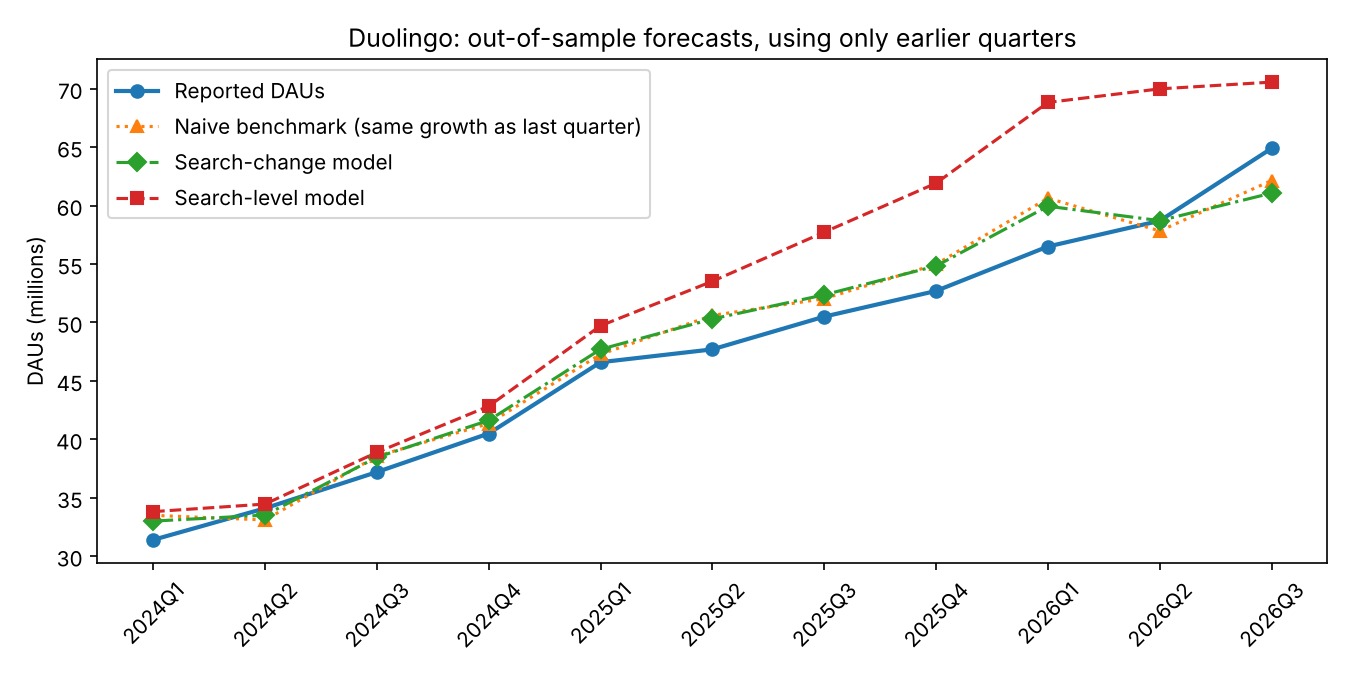 Duolingo: out-of-sample forecasts, using only earlier quarters
Reported DAUs
Naive benchmark (same growth as last quarter)
Search-change model
Search-level model
DAUs (millions)
70
65
60
55
50
45
40
35
30
2024Q1
2024Q2
2024Q3
2024Q4
2025Q1
2025Q2
2025Q3
2025Q4
2026Q1
2026Q2
2026Q3